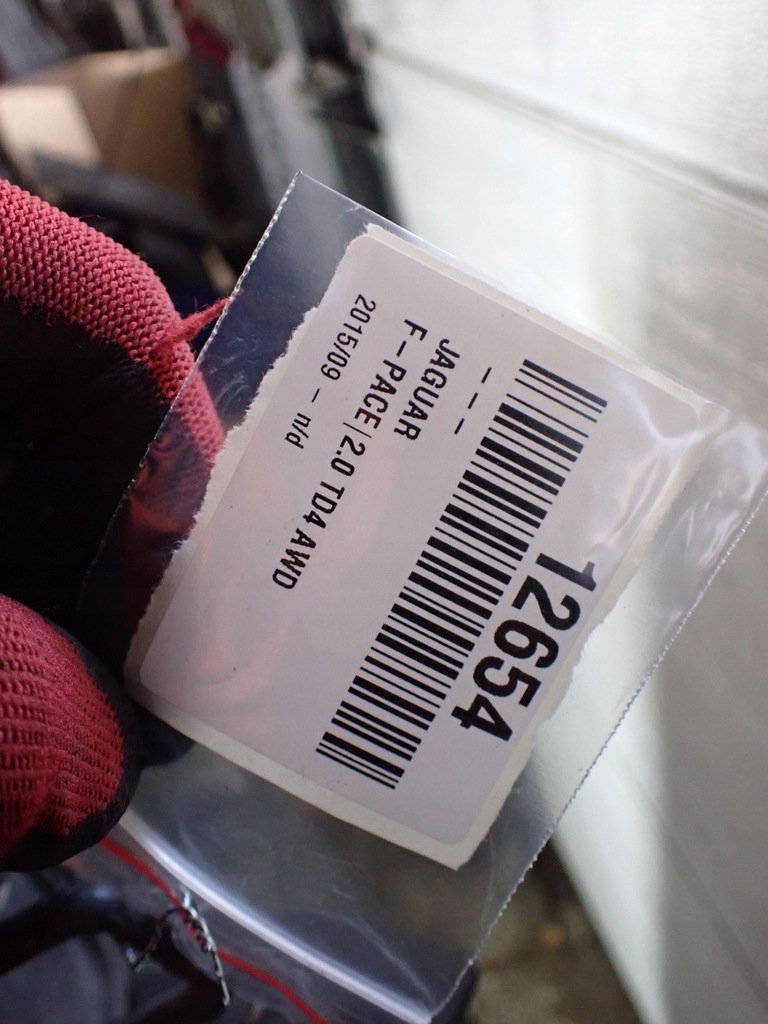 12654
- - -
JAGUAR
F-PACE | 2.0 TD4 AWD
2015/09 - n/d